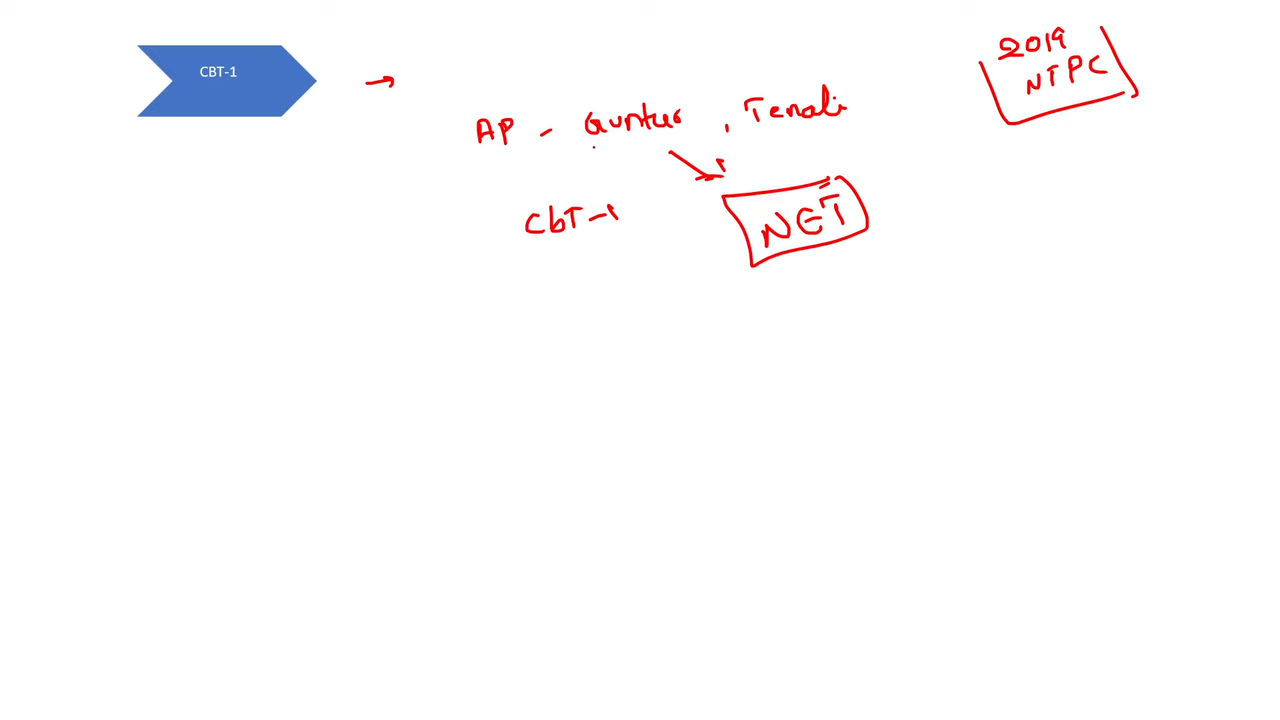 CBT-1
2019
NTPC
AP - Guntur, Tenali
CbT-1
NET